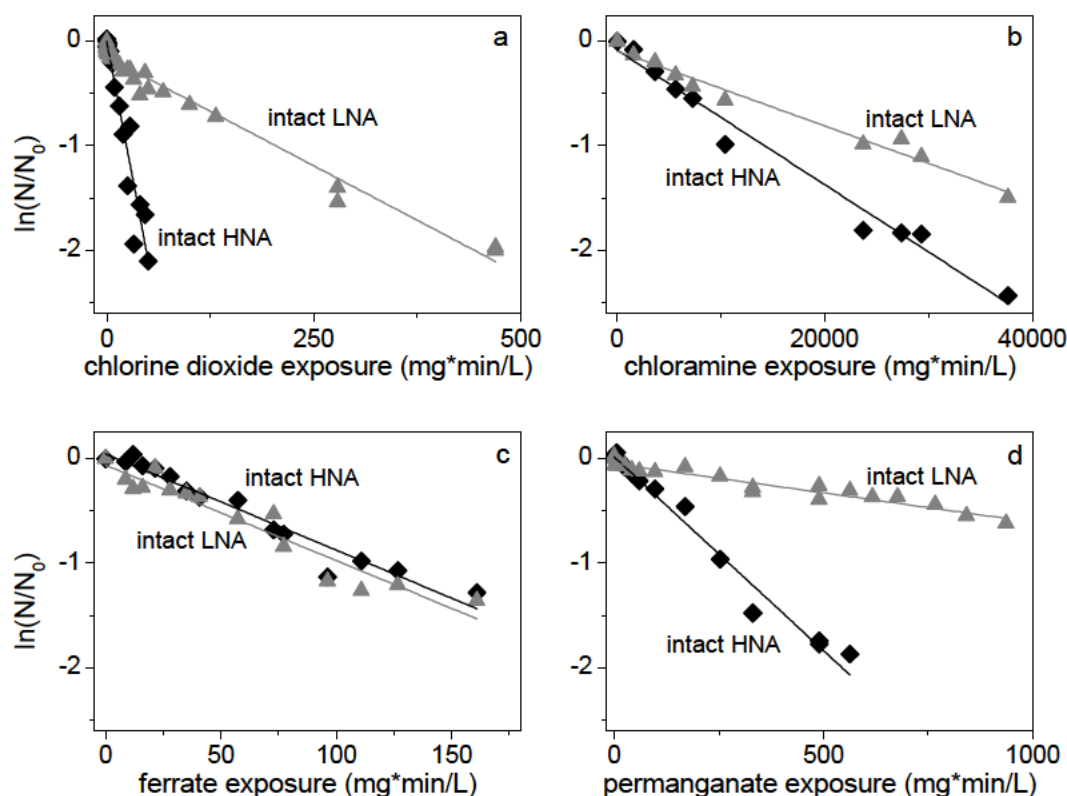 a
0
-1
-2
ln(N/N₀)
intact LNA
intact HNA
0
250
500
chlorine dioxide exposure (mg*min/L)
b
0
-1
-2
intact LNA
intact HNA
0
20000
40000
chloramine exposure (mg*min/L)
c
0
-1
-2
ln(N/N₀)
intact HNA
intact LNA
0
50
100
150
ferrate exposure (mg*min/L)
d
0
-1
-2
intact LNA
intact HNA
0
500
1000
permanganate exposure (mg*min/L)